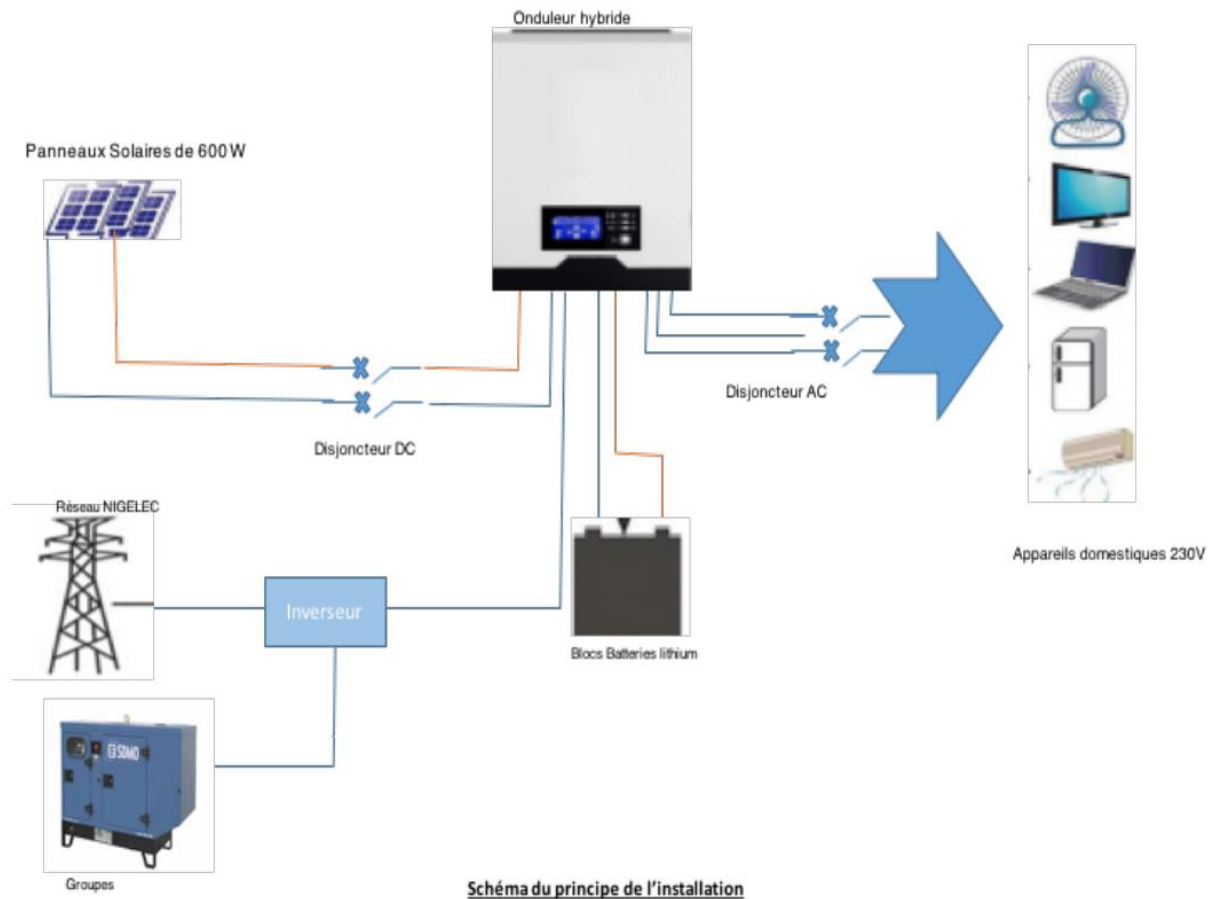 Onduleur hybride
Panneaux Solaires de 600 W
Disjoncteur DC
Disjoncteur AC
Réseau NIGELEC
Inverseur
Blocs Batteries lithium
Appareils domestiques 230V
SDMO
Groupes
Schéma du principe de l'installation